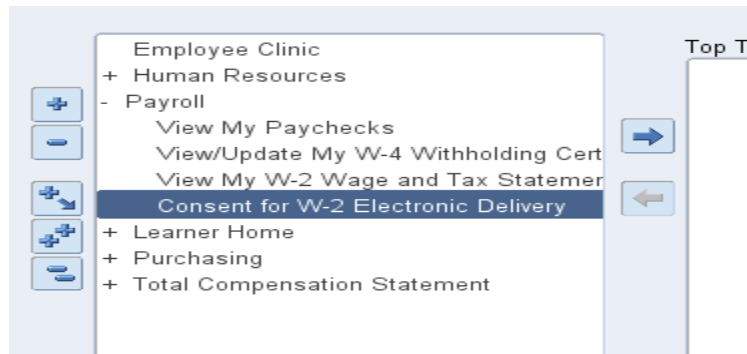 Employee Clinic
+ Human Resources
- Payroll
View My Paychecks
View/Update My W-4 Withholding Cert
View My W-2 Wage and Tax Statemer
Consent for W-2 Electronic Delivery
+ Learner Home
+ Purchasing
+ Total Compensation Statement
Top T